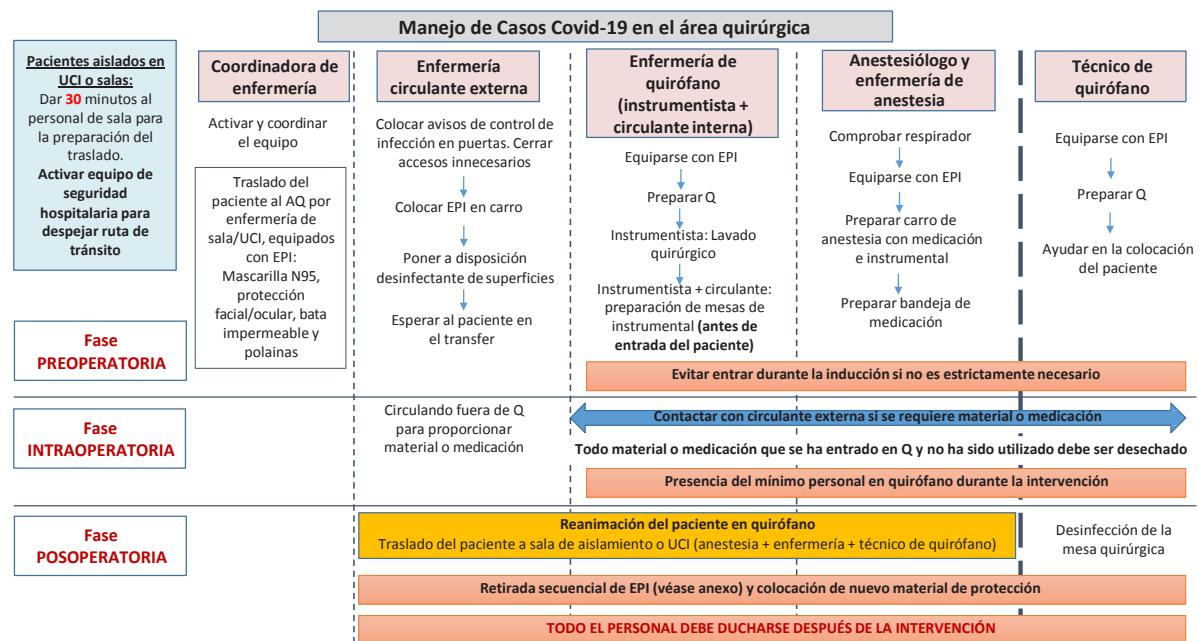 Manejo de Casos Covid-19 en el área quirúrgica
Pacientes aislados en
UCI o salas:
Dar 30 minutos al
personal de sala para
la preparación del
traslado.
Activar equipo de
seguridad
hospitalaria para
despejar ruta de
tránsito
Coordinadora de
enfermería
Activar y coordinar
el equipo
Traslado del
paciente al AQ por
enfermería de
sala/UCI, equipados
con EPI:
Mascarilla N95,
protección
facial/ocular, bata
impermeable y
polainas
Enfermería
circulante externa
Colocar avisos de control de
infección en puertas. Cerrar
accesos innecesarios
Colocar EPI en carro
Poner a disposición
desinfectante de superficies
Esperar al paciente en
el transfer
Enfermería de
quirófano
(instrumentista +
circulante interna)
Equiparse con EPI
Preparar Q
Instrumentista: Lavado
quirúrgico
Instrumentista + circulante:
preparación de mesas de
instrumental (antes de
entrada del paciente)
Anestesiólogo y
enfermería de
anestesia
Comprobar respirador
Equiparse con EPI
Preparar carro de
anestesia con medicación
e instrumental
Preparar bandeja de
medicación
Técnico de
quirófano
Equiparse con EPI
Preparar Q
Ayudar en la colocación
del paciente
Fase
PREOPERATORIA
Evitar entrar durante la inducción si no es estrictamente necesario
Fase
INTRAOPERATORIA
Circulando fuera de Q
para proporcionar
material o medicación
Contactar con circulante externa si se requiere material o medicación
Todo material o medicación que se ha entrado en Q y no ha sido utilizado debe ser desechado
Presencia del mínimo personal en quirófano durante la intervención
Fase
POSOPERATORIA
Reanimación del paciente en quirófano
Traslado del paciente a sala de aislamiento o UCI (anestesia + enfermería + técnico de quirófano)
Desinfección de la
mesa quirúrgica
Retirada secuencial de EPI (véase anexo) y colocación de nuevo material de protección
TODO EL PERSONAL DEBE DUCHARSE DESPUÉS DE LA INTERVENCIÓN